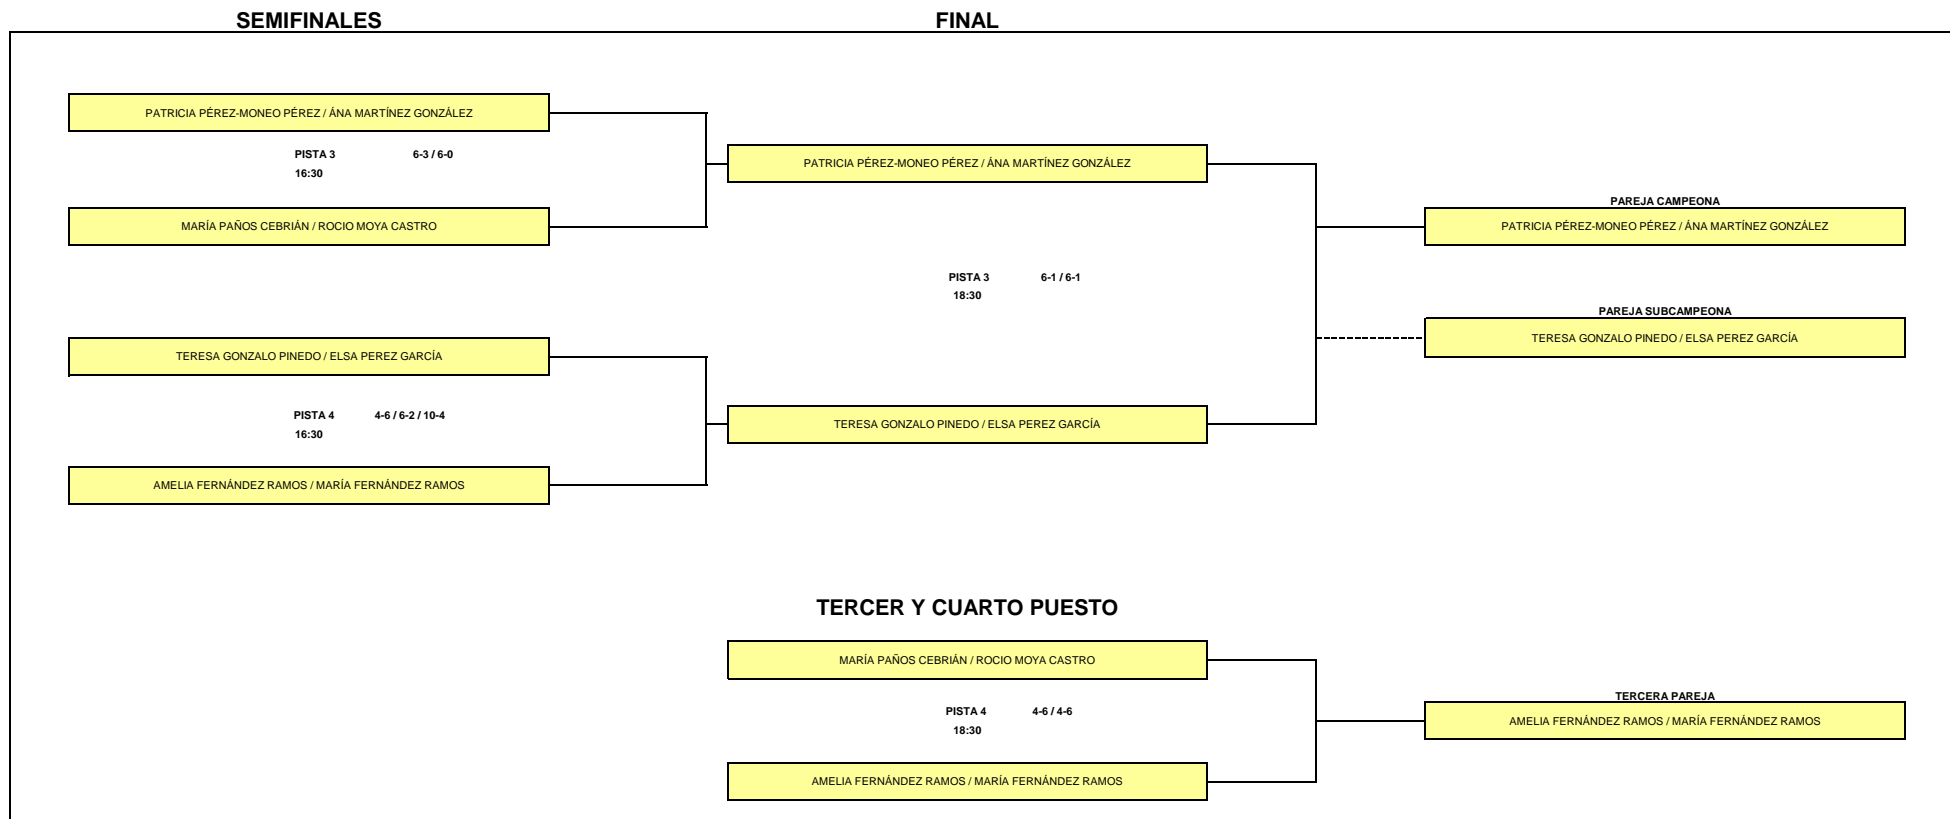 SEMIFINALES
FINAL
PATRICIA PÉREZ-MONEO PÉREZ / ÁNA MARTÍNEZ GONZÁLEZ
PISTA 3 6-3 / 6-0
16:30
MARÍA PAÑOS CEBRIÁN / ROCIO MOYA CASTRO
TERESA GONZALO PINEDO / ELSA PEREZ GARCÍA
PISTA 4 4-6 / 6-2 / 10-4
16:30
AMELIA FERNÁNDEZ RAMOS / MARÍA FERNÁNDEZ RAMOS
PATRICIA PÉREZ-MONEO PÉREZ / ÁNA MARTÍNEZ GONZÁLEZ
PISTA 3 6-1 / 6-1
18:30
TERESA GONZALO PINEDO / ELSA PEREZ GARCÍA
PAREJA CAMPEONA
PATRICIA PÉREZ-MONEO PÉREZ / ÁNA MARTÍNEZ GONZÁLEZ
PAREJA SUBCAMPEONA
TERESA GONZALO PINEDO / ELSA PEREZ GARCÍA
TERCER Y CUARTO PUESTO
MARÍA PAÑOS CEBRIÁN / ROCIO MOYA CASTRO
PISTA 4 4-6 / 4-6
18:30
AMELIA FERNÁNDEZ RAMOS / MARÍA FERNÁNDEZ RAMOS
TERCERA PAREJA
AMELIA FERNÁNDEZ RAMOS / MARÍA FERNÁNDEZ RAMOS